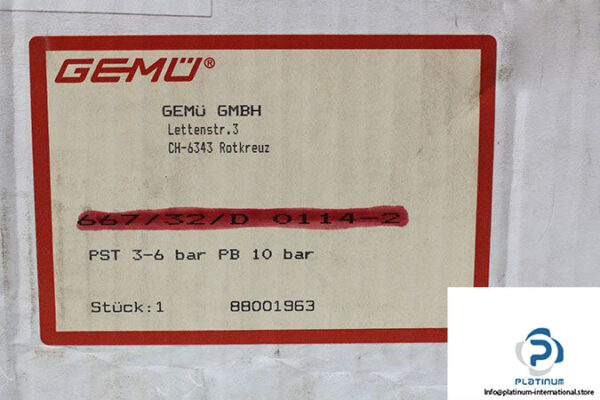 GEMÜ®
GEMÜ GMBH
Lettenstr.3
CH-6343 Rotkreuz
667/32/D 0114-2
PST 3-6 bar PB 10 bar
Stück:1 88001963
PLATINUM
Info@platinum-international.store